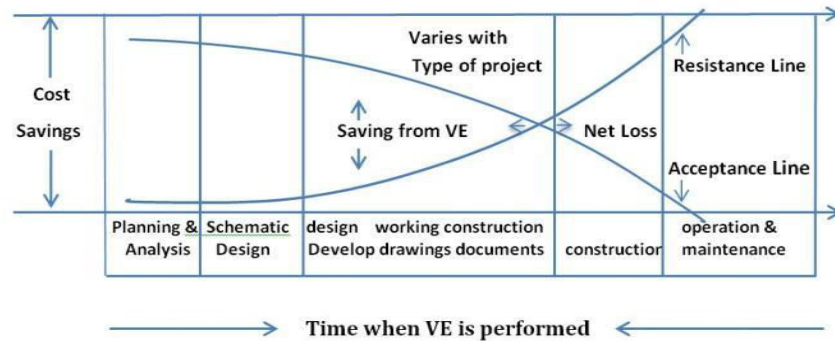 Varies with
Type of project
Resistance Line
Cost
Savings
Saving from VE
Net Loss
Acceptance Line
Planning &
Analysis
Schematic
Design
design working construction
Develop drawings documents
construction
operation &
maintenance
Time when VE is performed